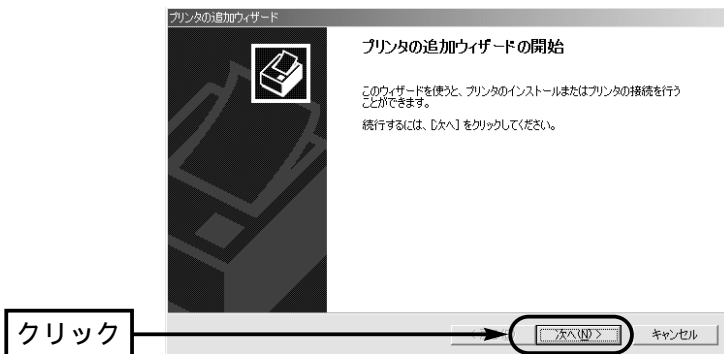 プリンタの追加ウィザード
プリンタの追加ウィザードの開始
このウィザードを使うと、プリンタのインストールまたはプリンタの接続を行う
ことができます。
続行するには、[次へ] をクリックしてください。
クリック
次へ(N) >
キャンセル